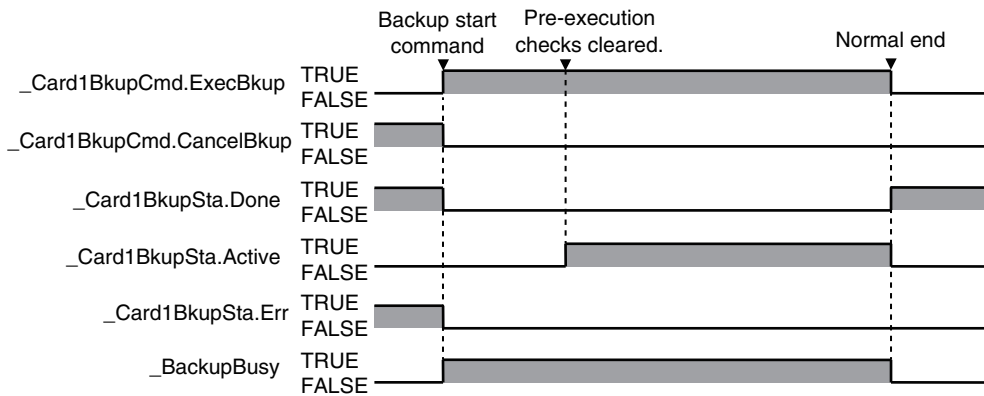 Backup start
command
Pre-execution
checks cleared.
Normal end
_Card1BkupCmd.ExecBkup
TRUE
FALSE
_Card1BkupCmd.CancelBkup
TRUE
FALSE
_Card1BkupSta.Done
TRUE
FALSE
_Card1BkupSta.Active
TRUE
FALSE
_Card1BkupSta.Err
TRUE
FALSE
_BackupBusy
TRUE
FALSE